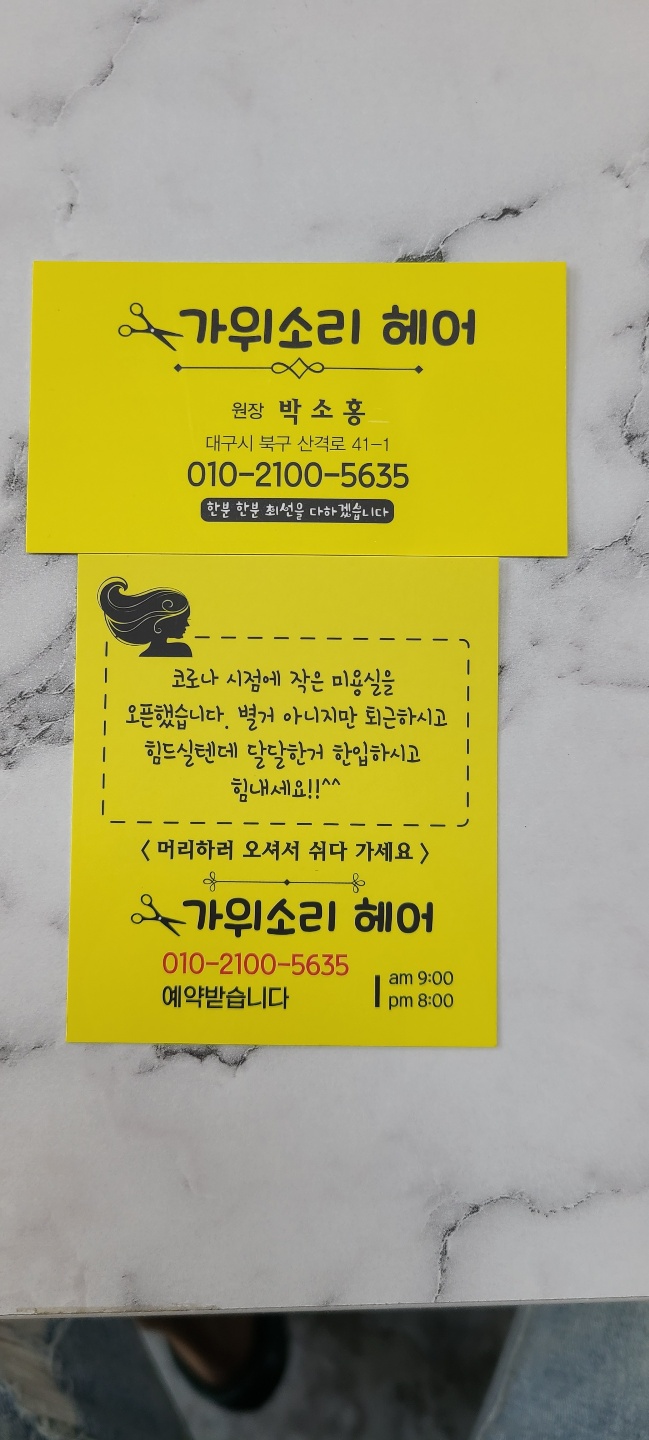 가위소리 헤어
원장 박소홍
대구시 북구 산격로 41-1
010-2100-5635
한분 한분 최선을 다하겠습니다
코로나 시점에 작은 미용실을
오픈했습니다. 별거 아니지만 퇴근하시고
힘드실텐데 달달한거 한입하시고
힘내세요!!^^
< 머리하러 오셔서 쉬다 가세요 >
가위소리 헤어
010-2100-5635
예약받습니다
am 9:00
pm 8:00